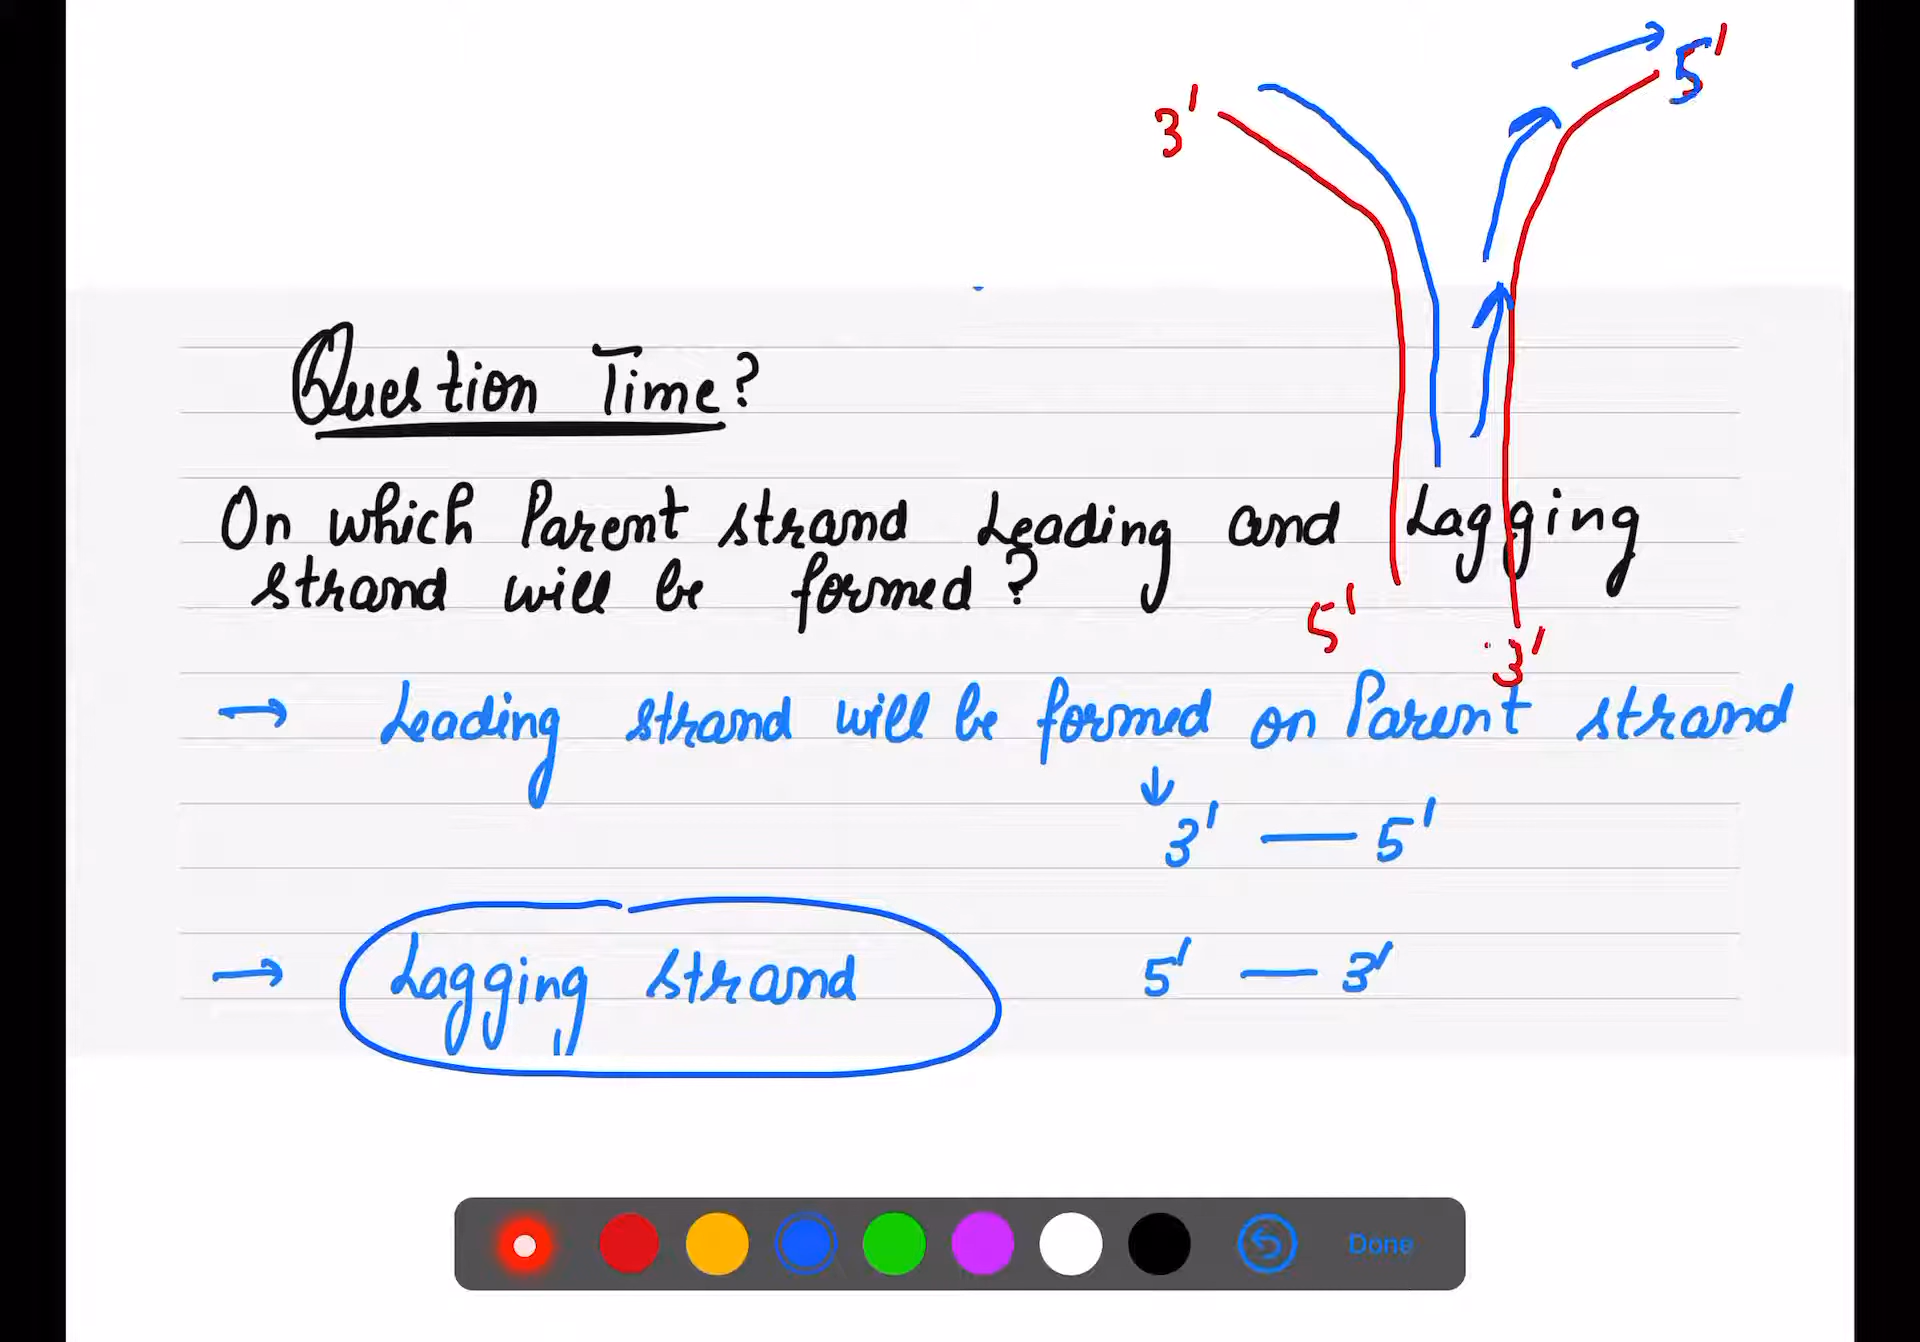 5'
3'
Question Time?
On which Parent strand Leading and Lagging
strand will be formed?
5'
3'
→ Leading strand will be formed on Parent strand
↓
3' — 5'
→ Lagging strand 5' — 3'
Done